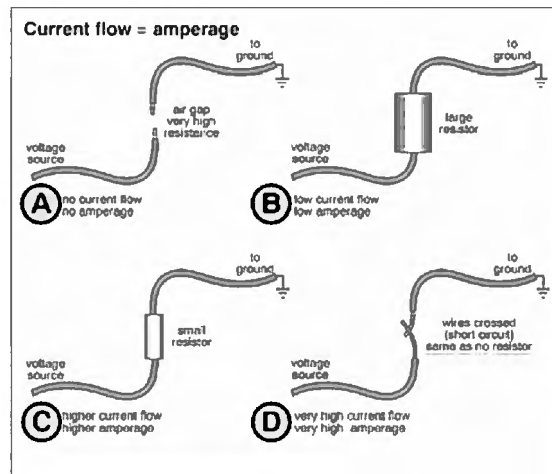 Current flow = amperage
to
ground
air gap
very high
resistance
voltage
source
A
no current flow
no amperage
to
ground
large
resistor
voltage
source
B
low current flow
low amperage
to
ground
small
resistor
voltage
source
C
higher current flow
higher amperage
to
ground
wires crossed
(short circuit)
same as no resistor
voltage
source
D
very high current flow
very high amperage